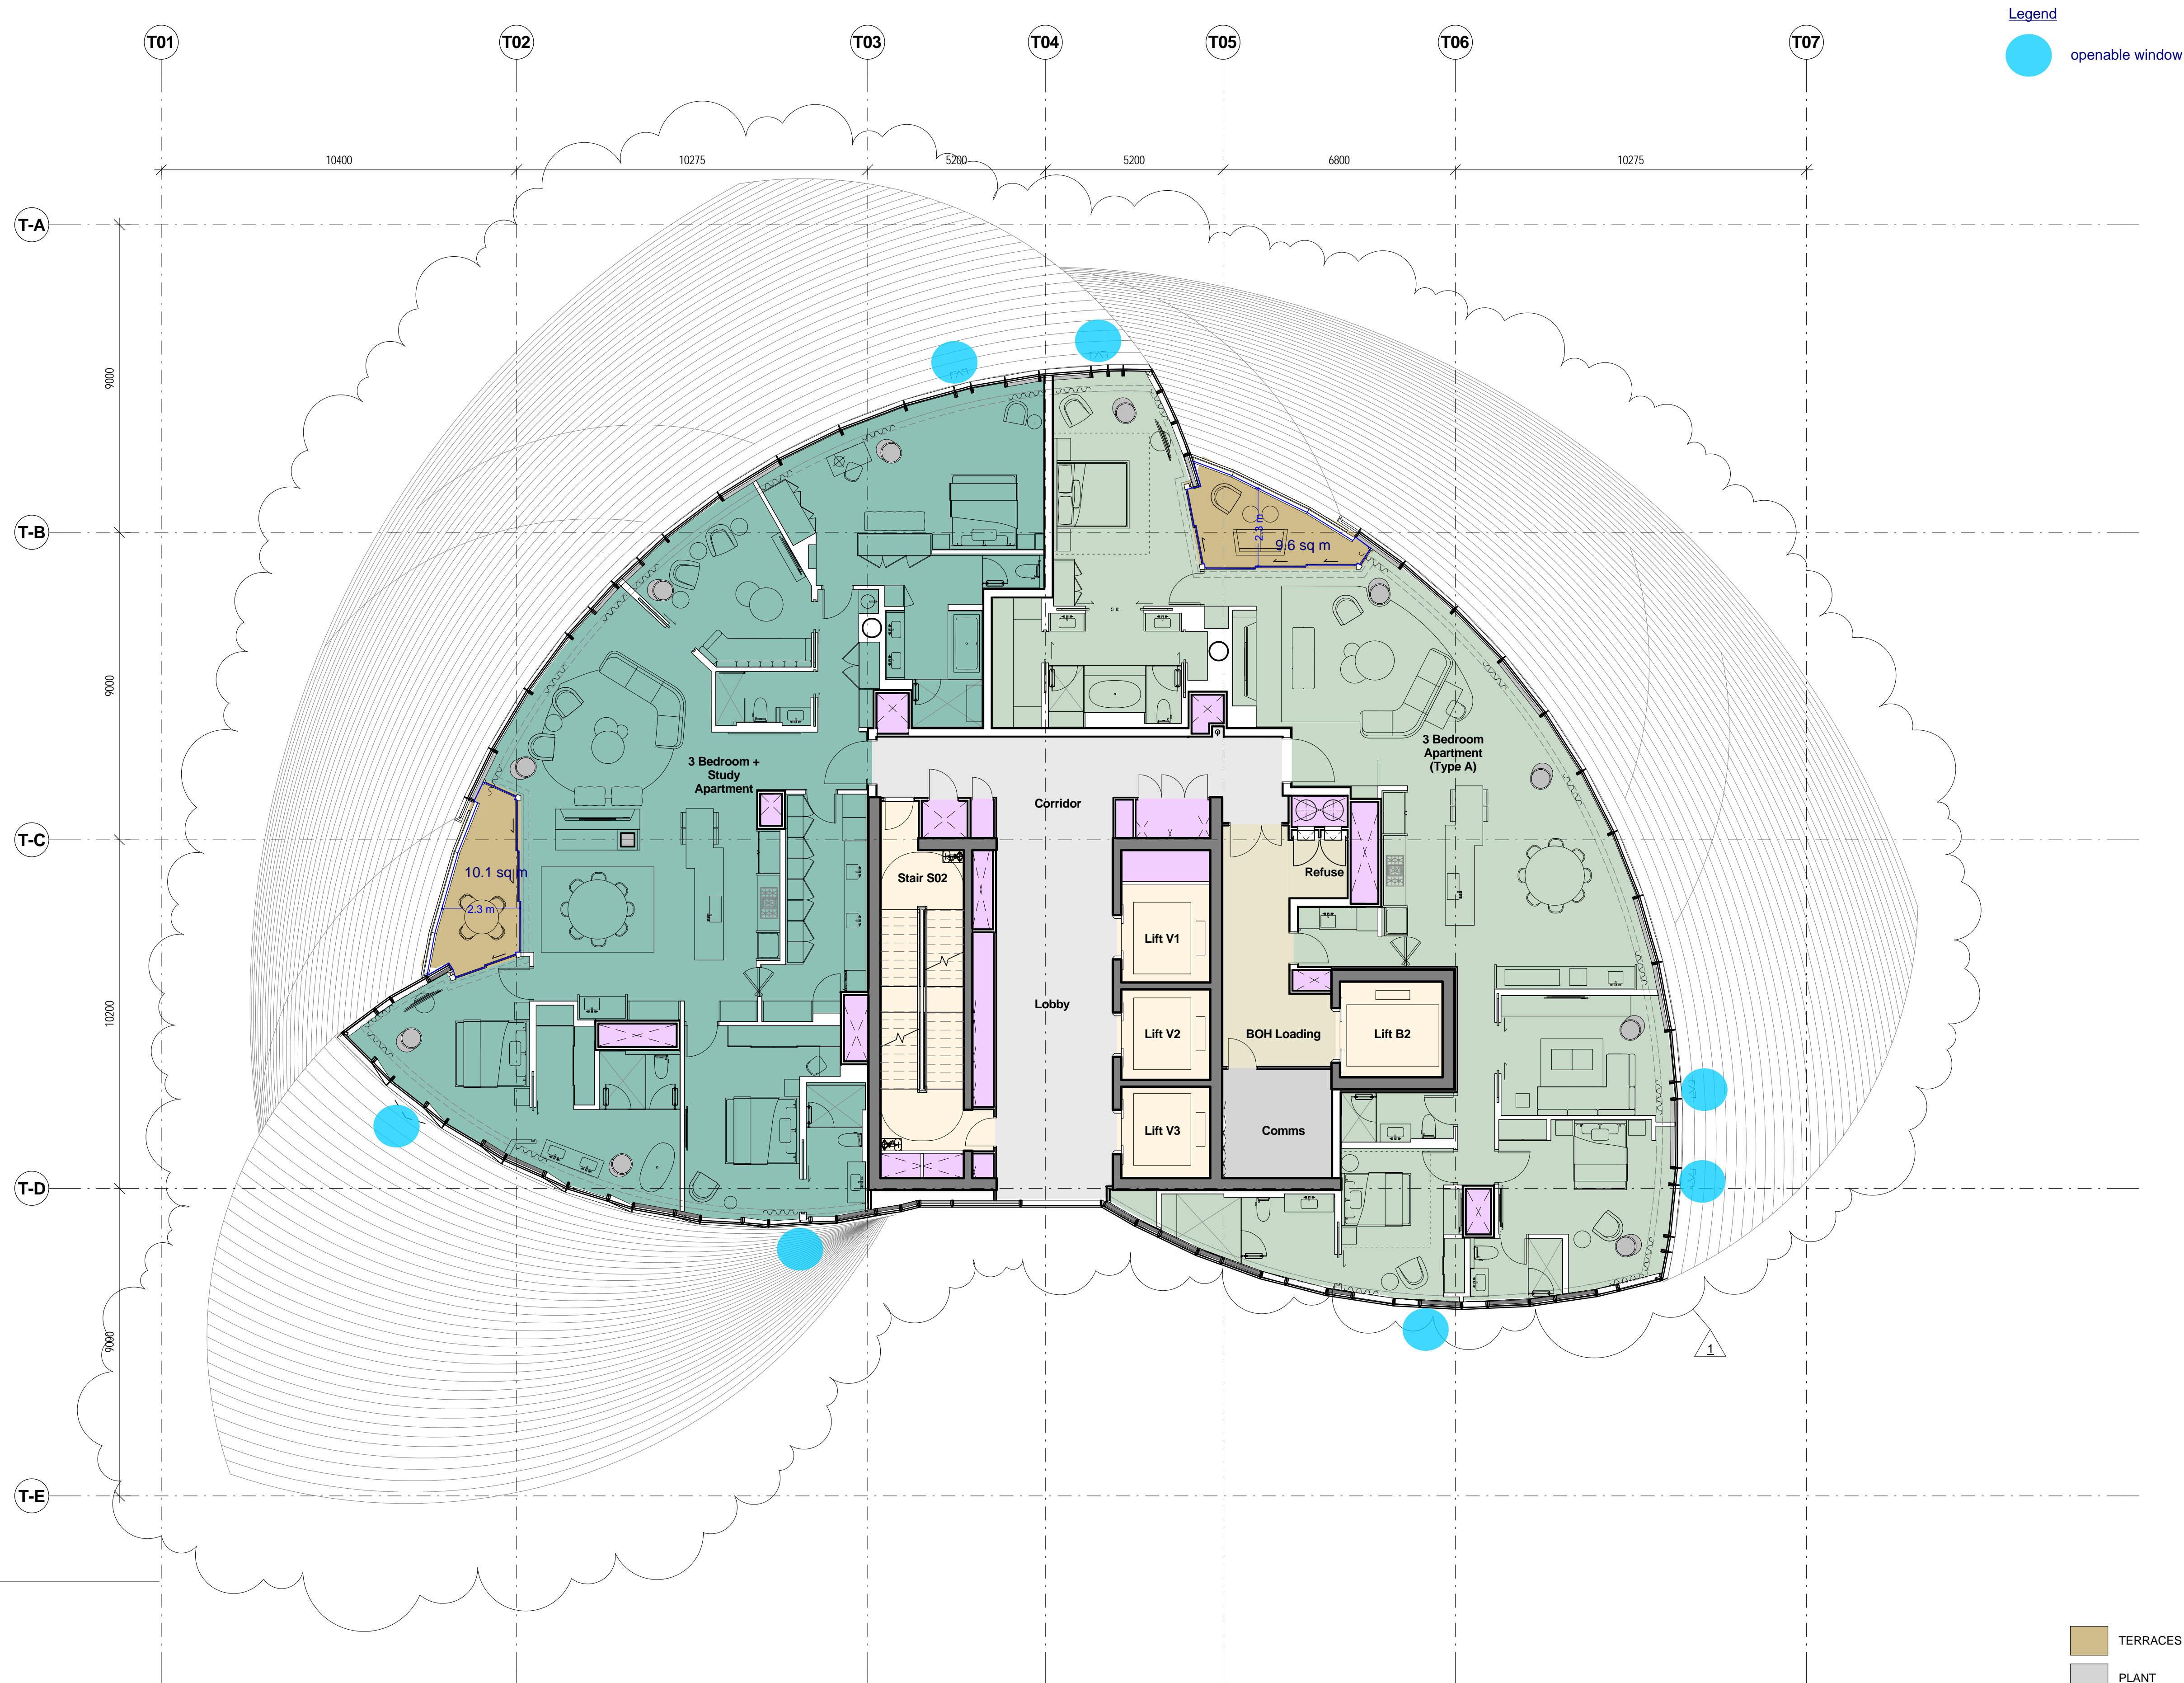 Legend
openable window
T01
T02
T03
T04
T05
T06
T07
10400
10275
5200
5200
6800
10275
T-A
9000
T-B
2.3 m
9.6 sq m
9000
3 Bedroom +
Study
Apartment
3 Bedroom
Apartment
(Type A)
Corridor
T-C
10.1 sq m
2.3 m
Stair S02
Refuse
Lift V1
10200
Lobby
Lift V2
BOH Loading
Lift B2
Lift V3
Comms
T-D
9000
1
T-E
TERRACES
PLANT